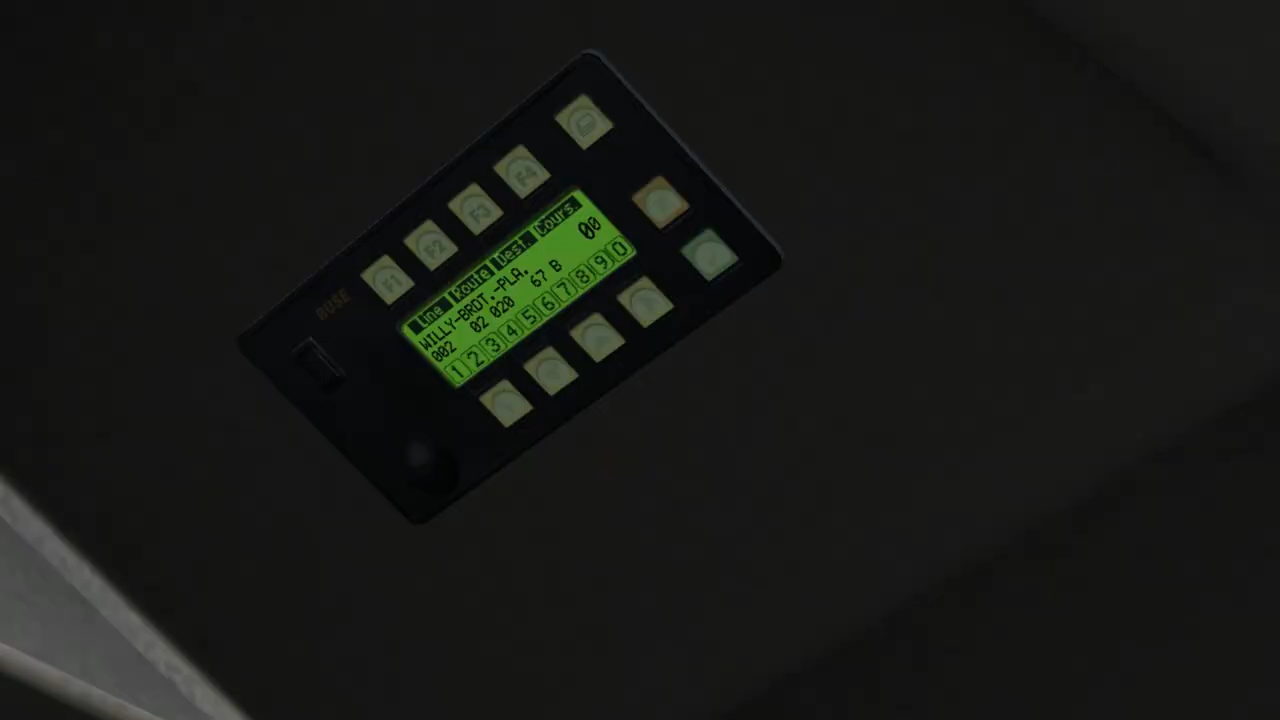 BUSE
F1 F2 F3 F4
Line Route Dest. Cours.
WILLY-BRDT.-PLA. 00
002 02 020 67 B
1 2 3 4 5 6 7 8 9 0